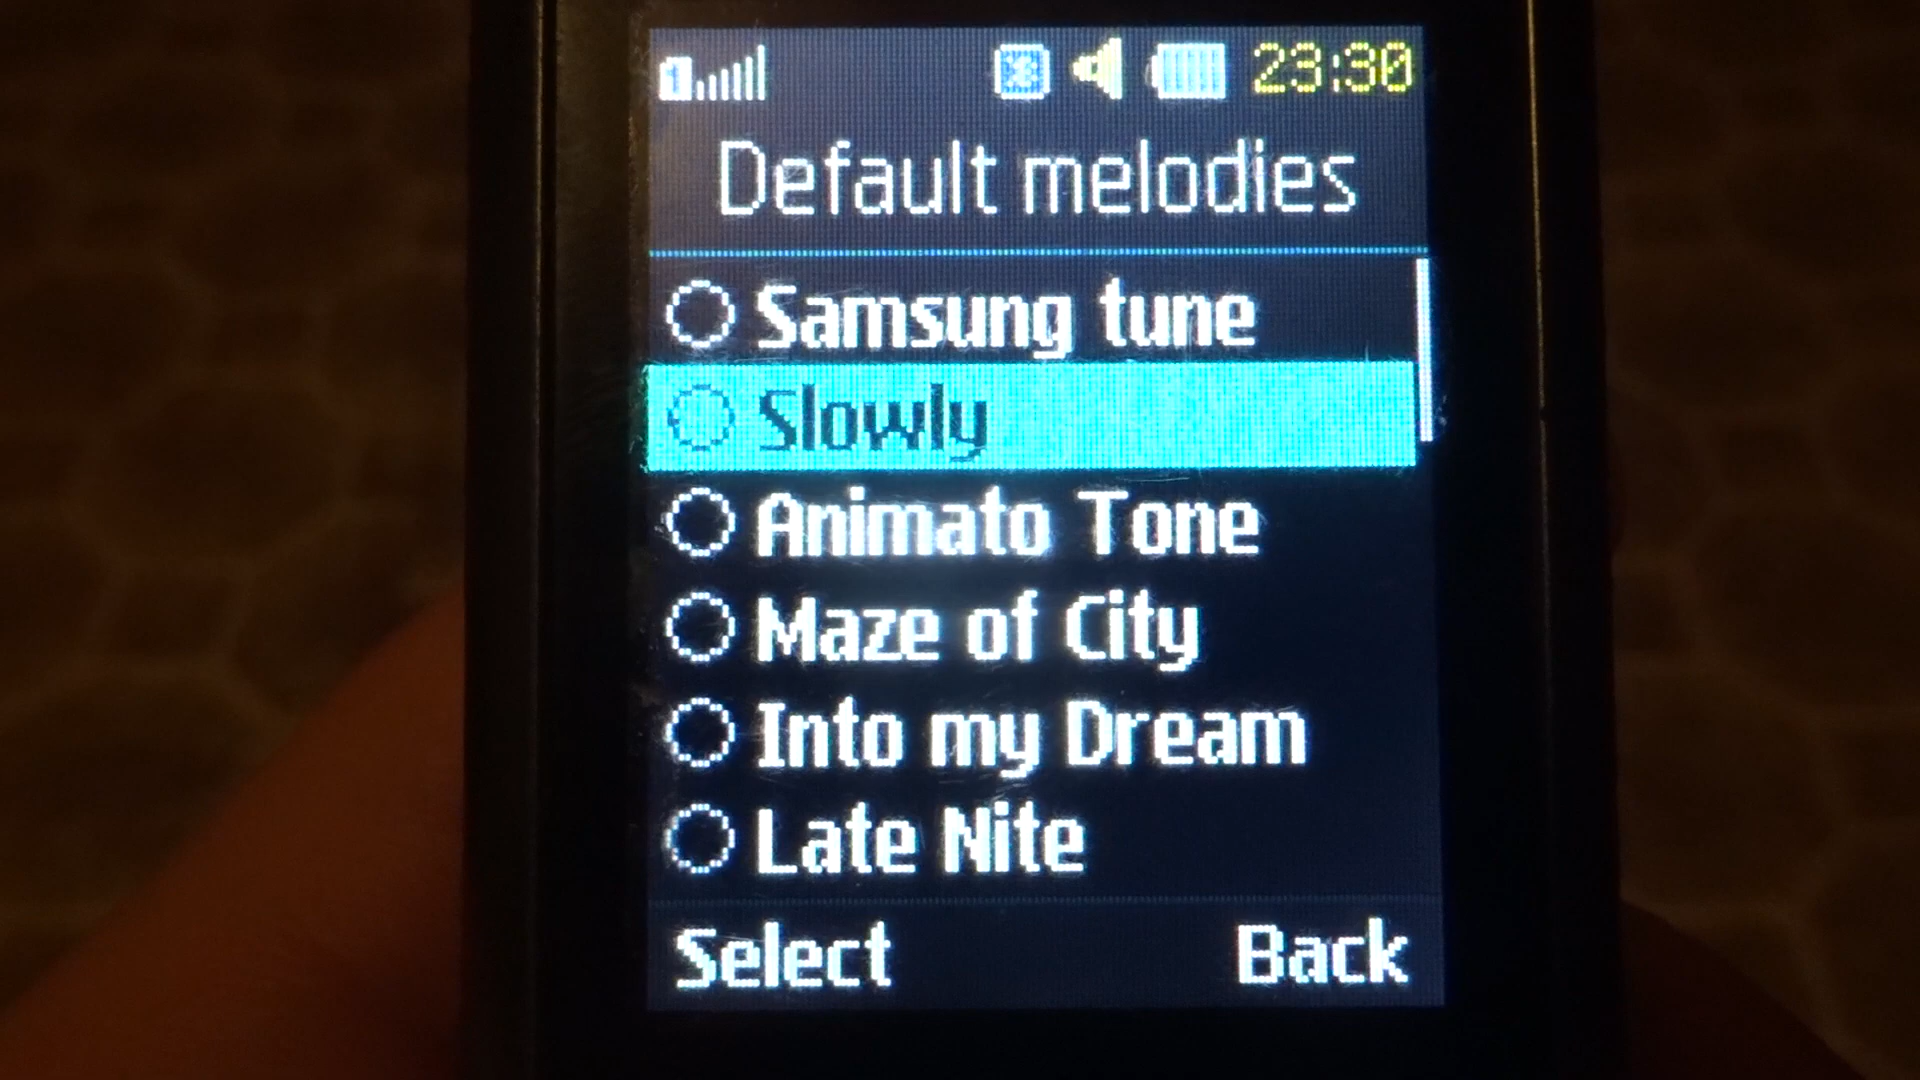 1 23:30
Default melodies
Samsung tune
Slowly
Animato Tone
Maze of City
Into my Dream
Late Nite
Select Back